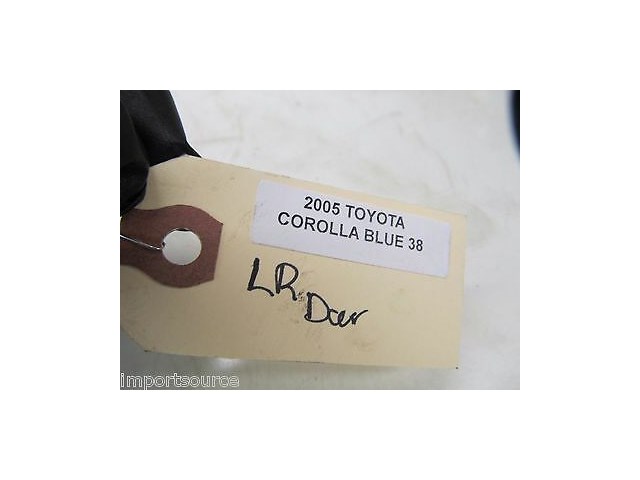 2005 TOYOTA
COROLLA BLUE 38
LR
Door
importsource